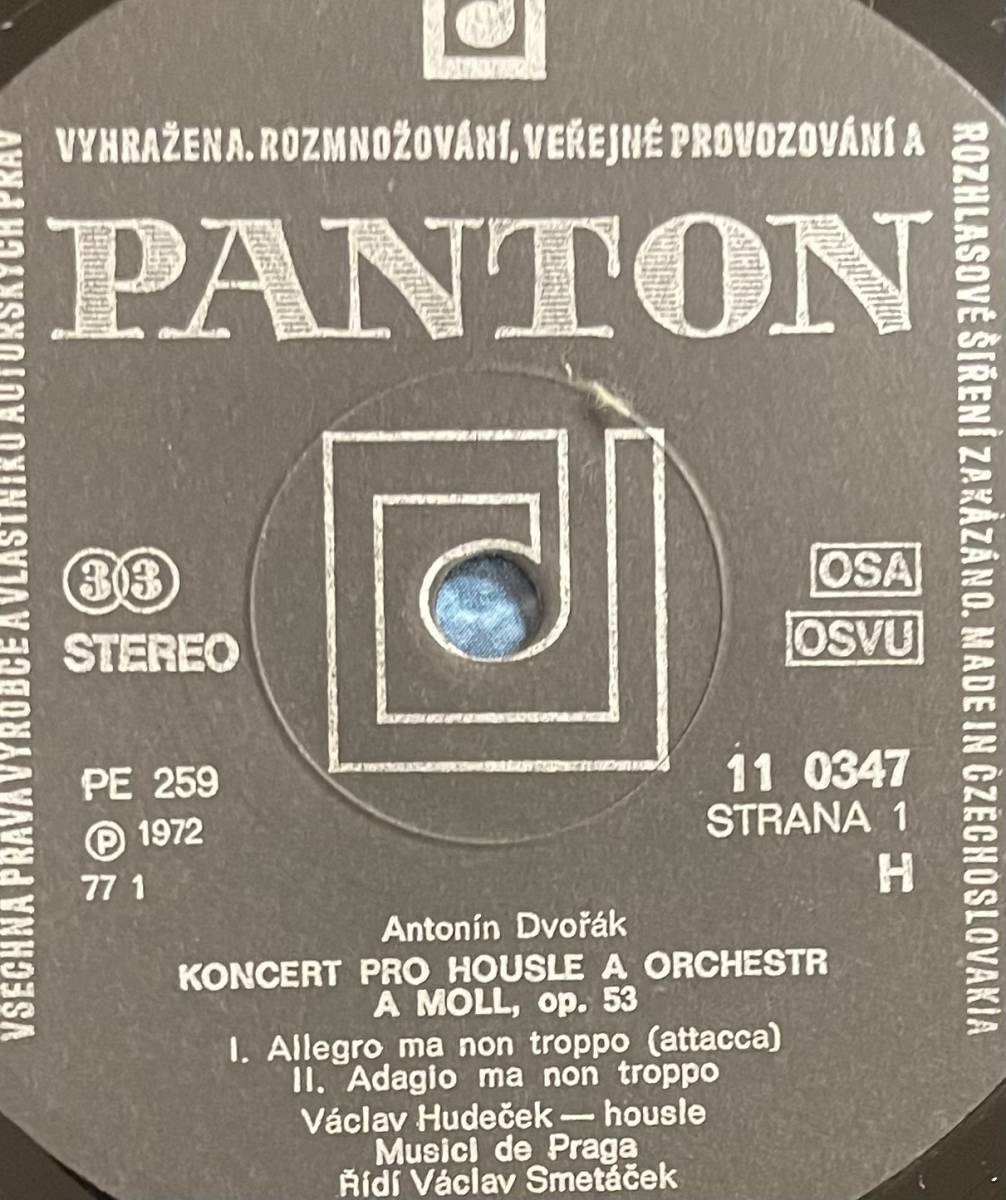 VŠECHNA PRÁVA VÝROBCE A VLASTNÍKŮ AUTORSKÝCH PRÁV
VYHRAŽENA. ROZMNOŽOVÁNÍ, VEŘEJNÉ PROVOZOVÁNÍ A
ROZHLASOVÉ ŠÍŘENÍ ZAKÁZÁNO. MADE IN CZECHOSLOVAKIA
PANTON
33
STEREO
OSA
OSVU
PE 259
Ⓟ 1972
77 1
11 0347
STRANA 1
H
Antonín Dvořák
KONCERT PRO HOUSLE A ORCHESTR
A MOLL, op. 53
I. Allegro ma non troppo (attacca)
II. Adagio ma non troppo
Václav Hudeček — housle
Musici de Praga
Řídí Václav Smetáček